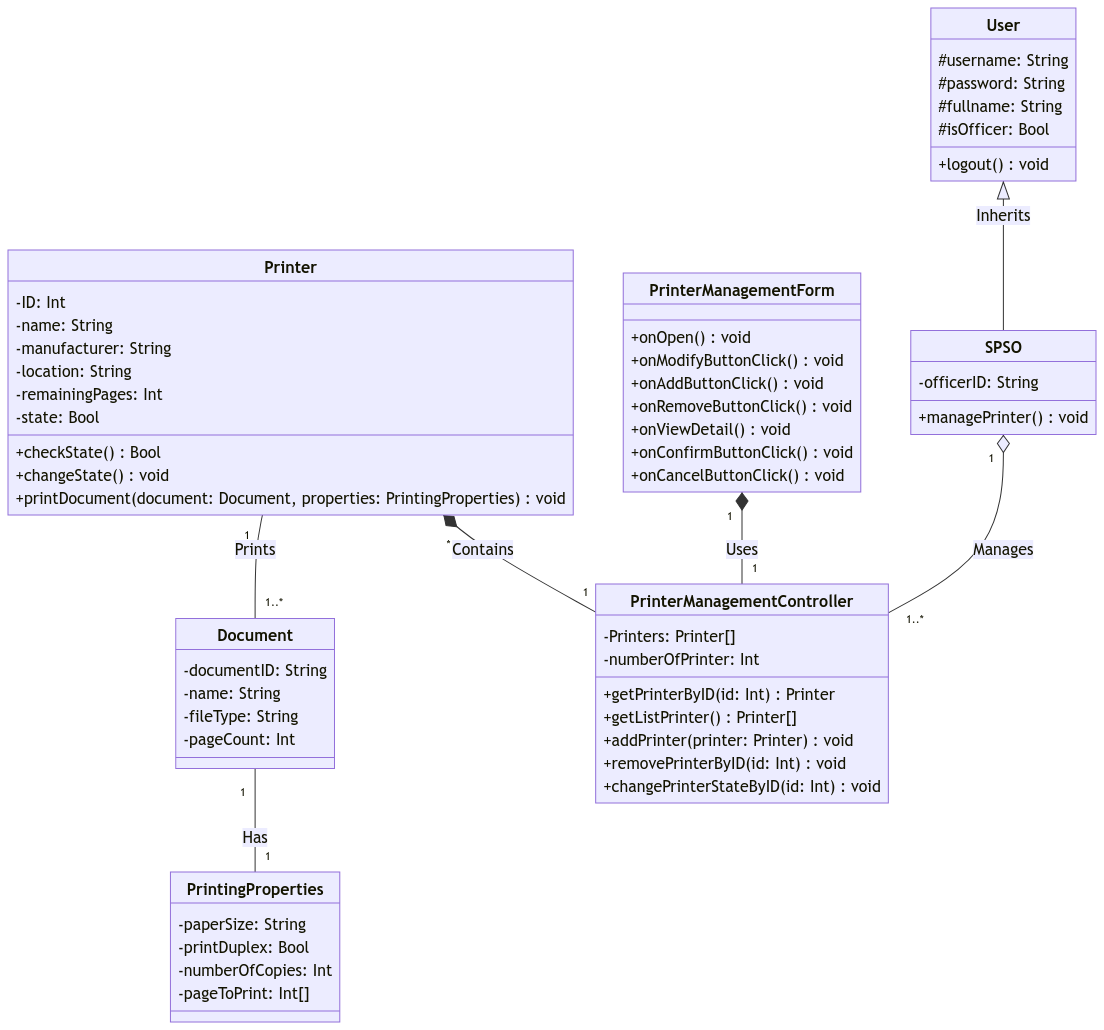 User
#username: String
#password: String
#fullname: String
#isOfficer: Bool
+logout() : void
Inherits
Printer
-ID: Int
-name: String
-manufacturer: String
-location: String
-remainingPages: Int
-state: Bool
+checkState() : Bool
+changeState() : void
+printDocument(document: Document, properties: PrintingProperties) : void
PrinterManagementForm
+onOpen() : void
+onModifyButtonClick() : void
+onAddButtonClick() : void
+onRemoveButtonClick() : void
+onViewDetail() : void
+onConfirmButtonClick() : void
+onCancelButtonClick() : void
SPSO
-officerID: String
+managePrinter() : void
1
Prints
1..*
*
Contains
1
1
Uses
1
1
Manages
1..*
Document
-documentID: String
-name: String
-fileType: String
-pageCount: Int
PrinterManagementController
-Printers: Printer[]
-numberOfPrinter: Int
+getPrinterByID(id: Int) : Printer
+getListPrinter() : Printer[]
+addPrinter(printer: Printer) : void
+removePrinterByID(id: Int) : void
+changePrinterStateByID(id: Int) : void
1
Has
1
PrintingProperties
-paperSize: String
-printDuplex: Bool
-numberOfCopies: Int
-pageToPrint: Int[]